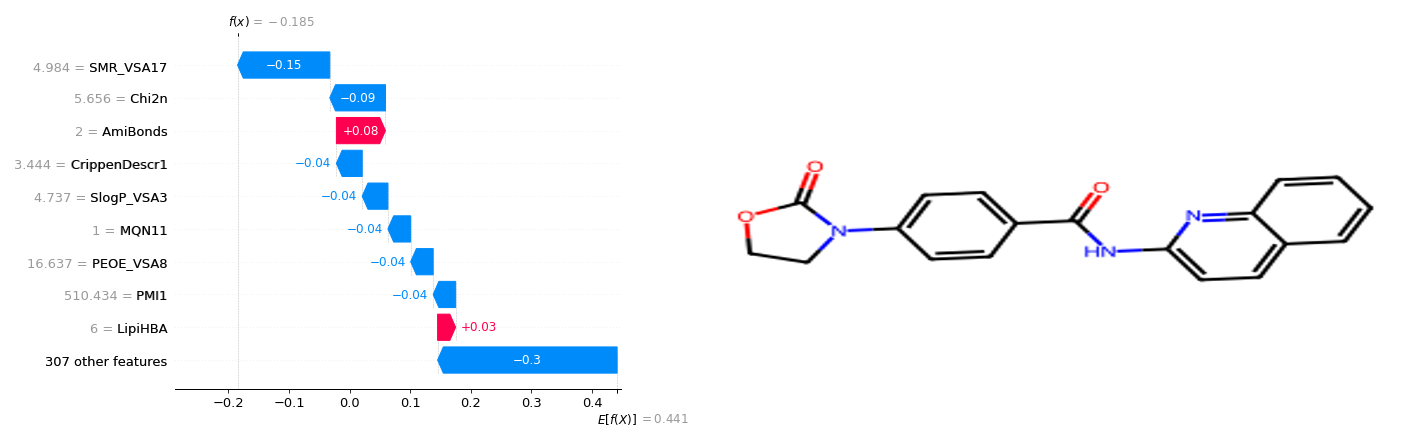 f(x) = −0.185
4.984 = SMR_VSA17
−0.15
5.656 = Chi2n
−0.09
2 = AmiBonds
+0.08
3.444 = CrippenDescr1
−0.04
4.737 = SlogP_VSA3
−0.04
1 = MQN11
−0.04
16.637 = PEOE_VSA8
−0.04
510.434 = PMI1
−0.04
6 = LipiHBA
+0.03
307 other features
−0.3
−0.2 −0.1 0.0 0.1 0.2 0.3 0.4
E[f(X)] = 0.441
O
O
N
O
HN
N